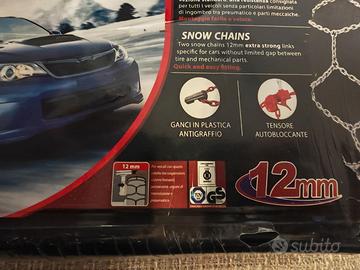 tutti i veicoli senza particolari limitazioni
di ingombro tra pneumatico e parti meccaniche.
Montaggio facile e veloce.
SNOW CHAINS
Two snow chains 12mm extra strong links
specific for cars without limited gap between
tire and mechanical parts.
Quick and easy fitting.
GANCI IN PLASTICA
ANTIGRAFFIO
TENSORE
AUTOBLOCCANTE
12 mm
12mm
subito